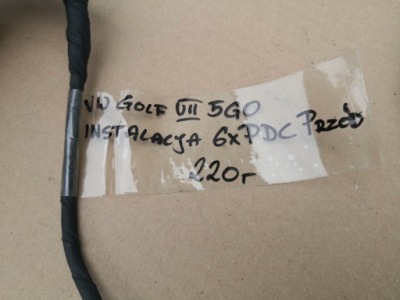 VW GOLF VII 5G0
INSTALACJA 6xPDC PRZÓD
220r